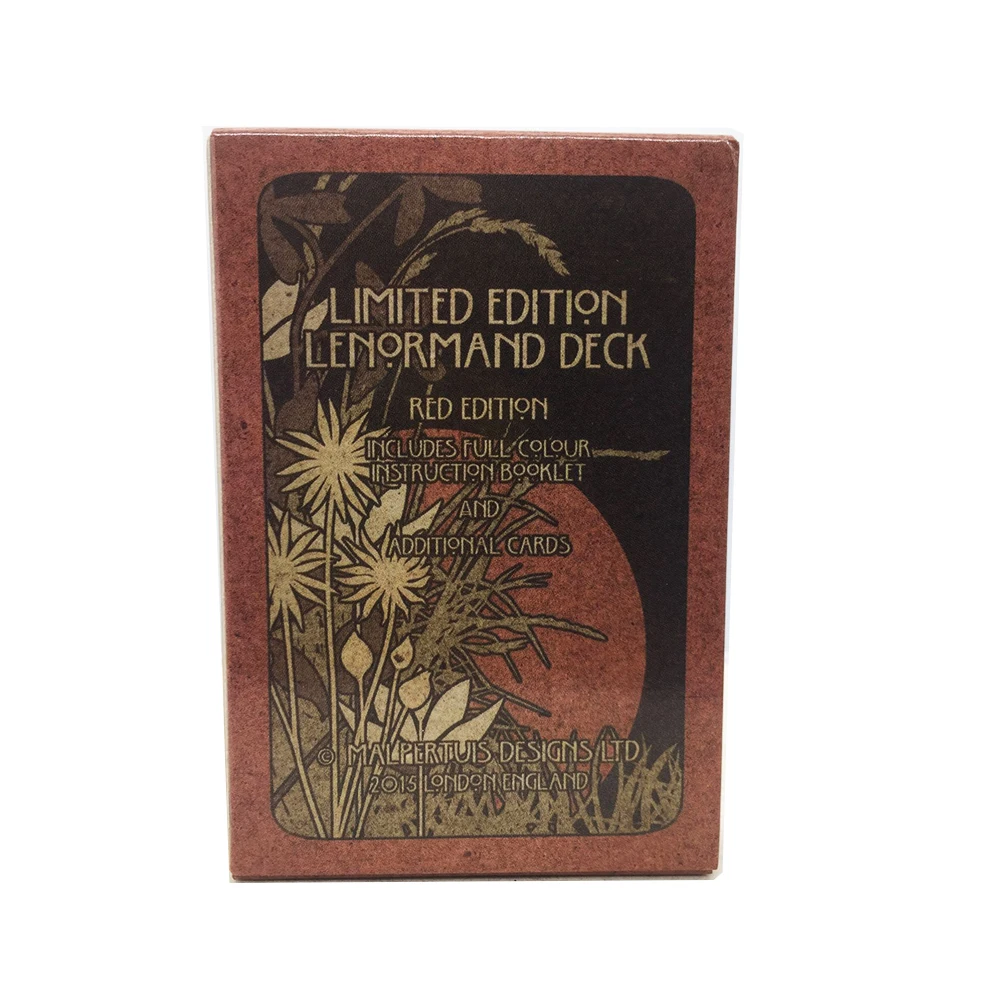 LIMITED EDITION
LENORMAND DECK
RED EDITION
INCLUDES FULL COLOUR
INSTRUCTION BOOKLET
AND
ADDITIONAL CARDS
© MALPERTUIS DESIGNS LTD
2015 LONDON ENGLAND